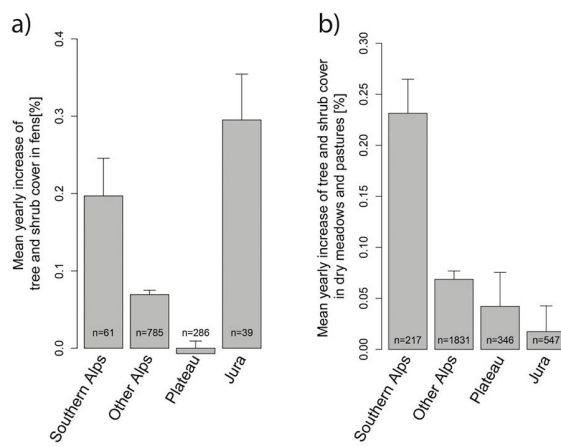 a)
Mean yearly increase of
tree and shrub cover in fens[%]
0.4
0.3
0.2
0.1
0.0
n=61
n=785
n=286
n=39
Southern Alps
Other Alps
Plateau
Jura
b)
Mean yearly increase of tree and shrub cover
in dry meadows and pastures [%]
0.30
0.25
0.20
0.15
0.10
0.05
0.00
n=217
n=1831
n=346
n=547
Southern Alps
Other Alps
Plateau
Jura